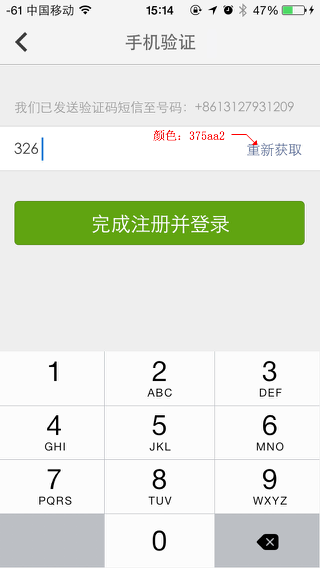 -61 中国移动 15:14 47%
手机验证
我们已发送验证码短信至号码：+8613127931209
颜色：375aa2
326 重新获取
完成注册并登录
1 2 3
ABC DEF
4 5 6
GHI JKL MNO
7 8 9
PQRS TUV WXYZ
0